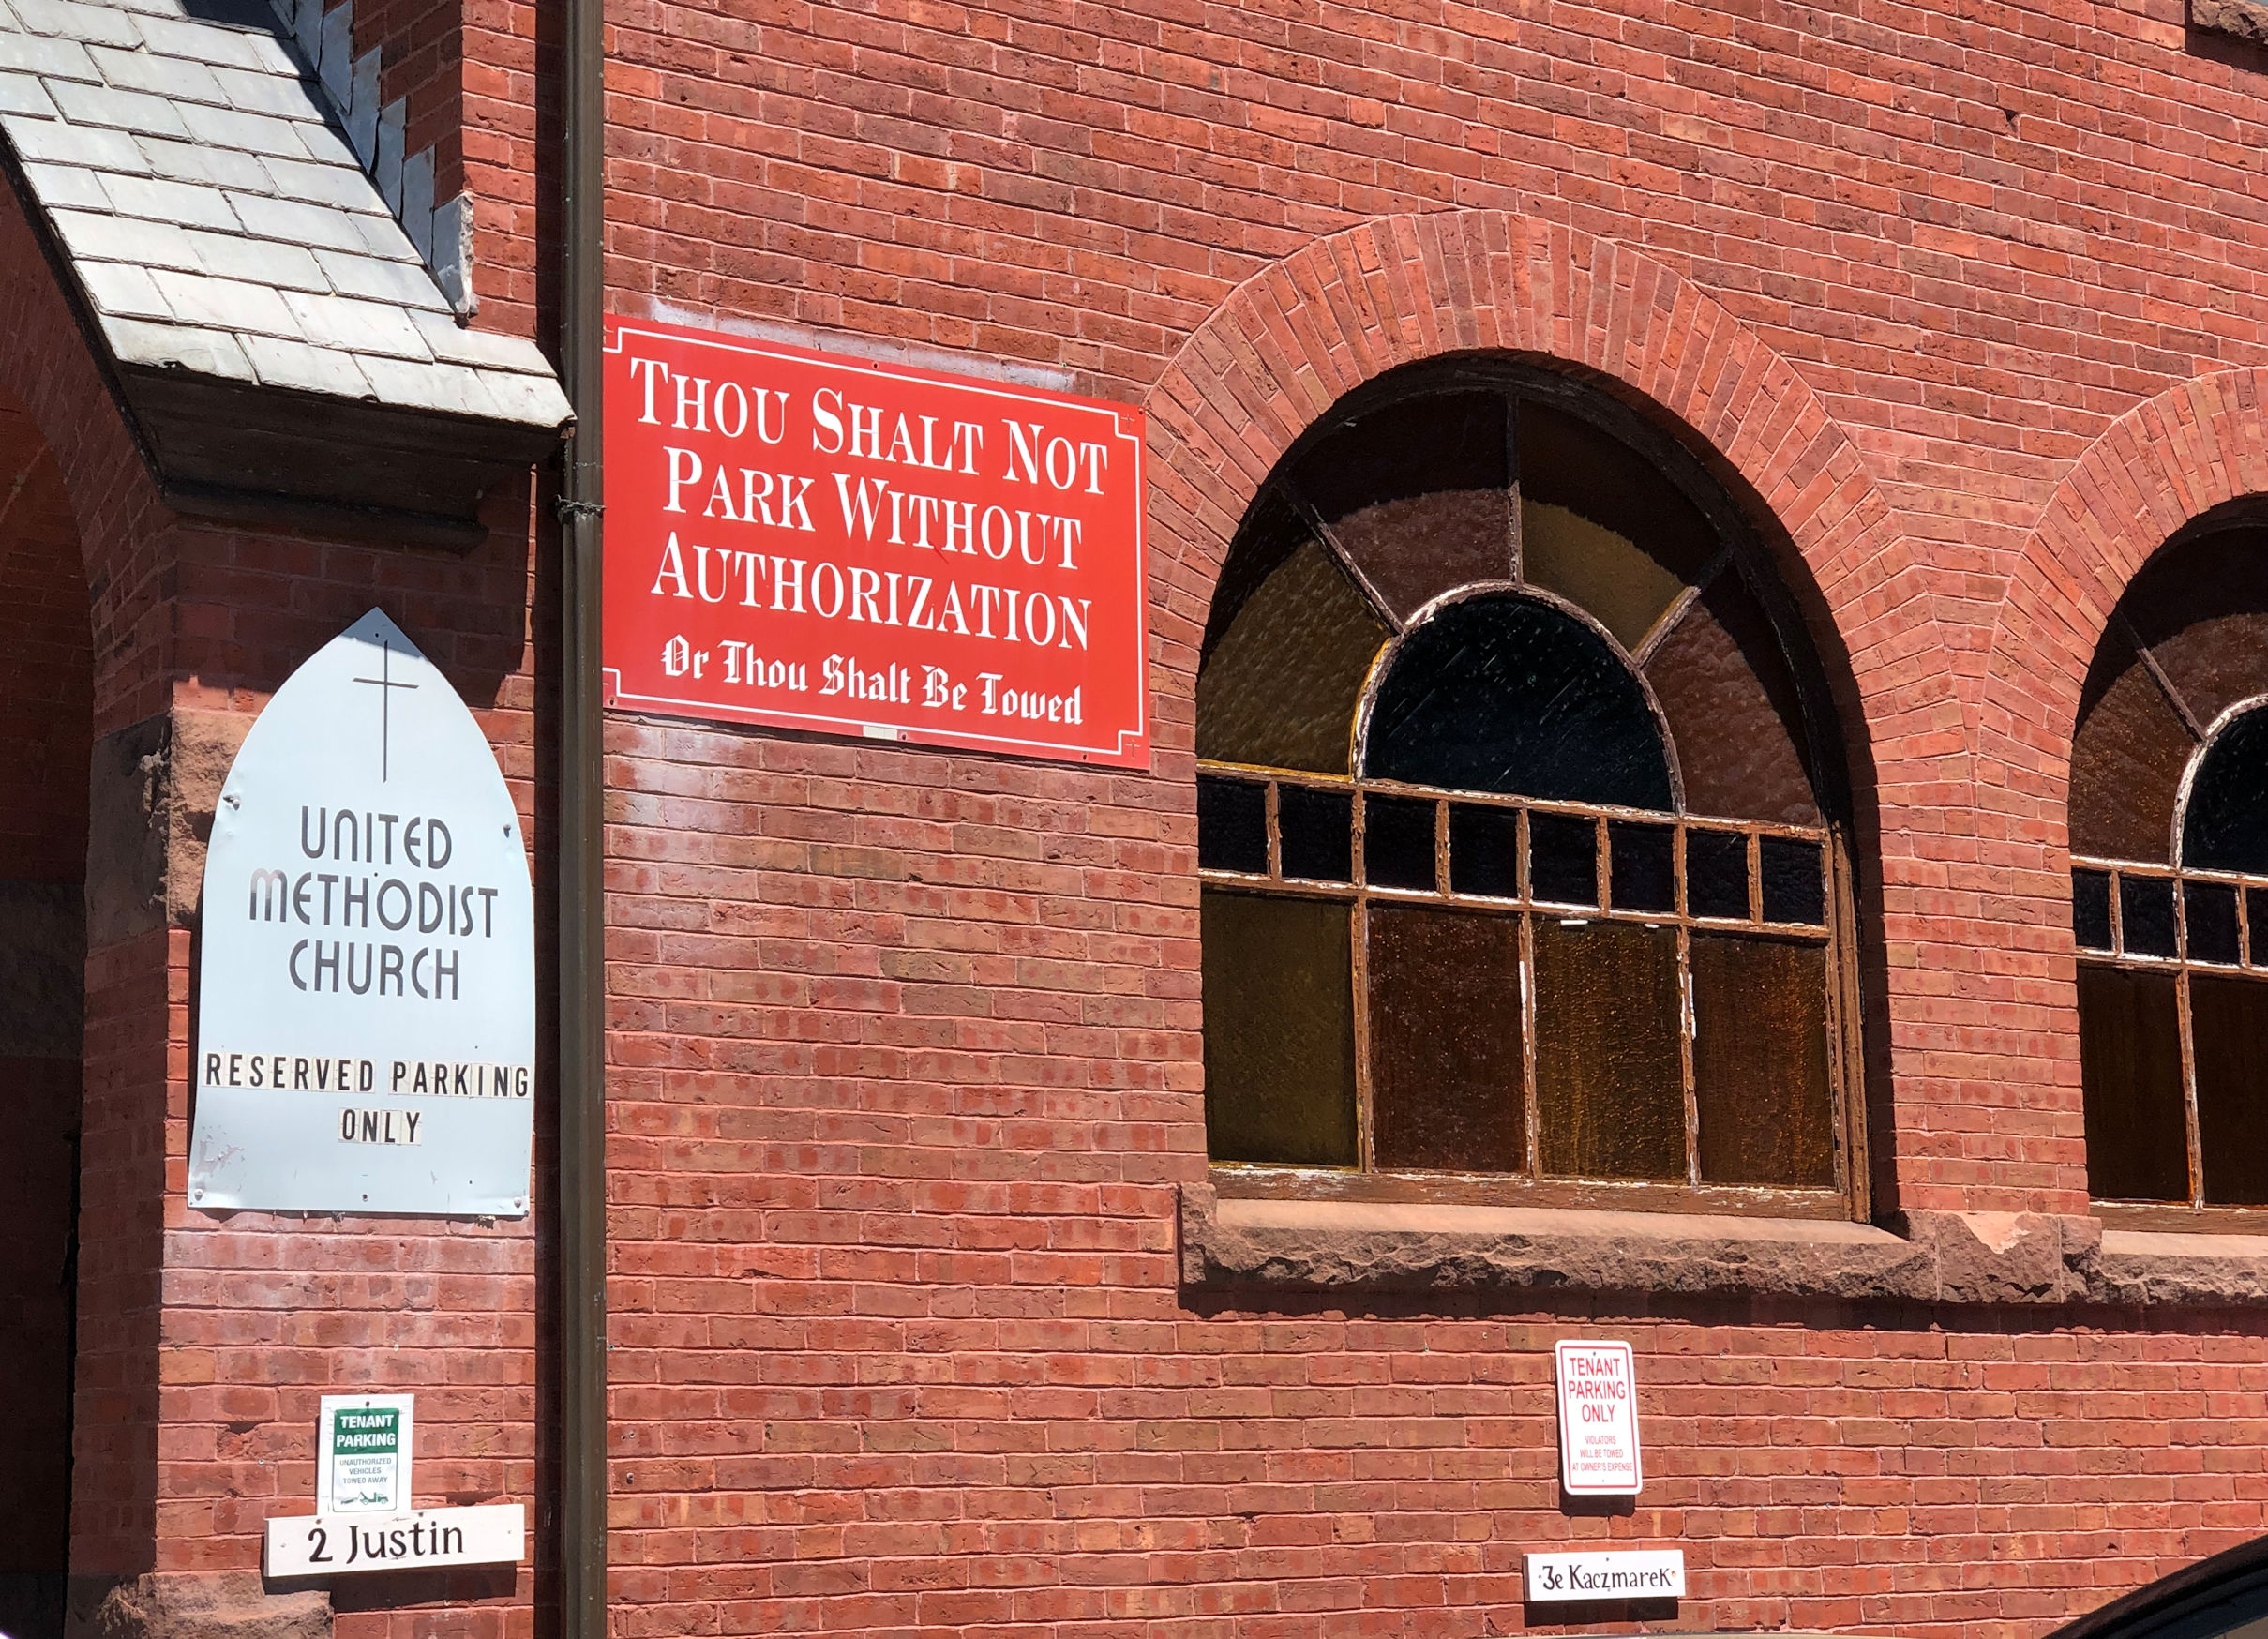 THOU SHALT NOT
PARK WITHOUT
AUTHORIZATION
Or Thou Shalt Be Towed
UNITED
METHODIST
CHURCH
RESERVED PARKING
ONLY
TENANT
PARKING
UNAUTHORIZED
VEHICLES
TOWED AWAY
2 Justin
TENANT
PARKING
ONLY
VIOLATORS
WILL BE TOWED
AT OWNER'S EXPENSE
3e Kaczmarek